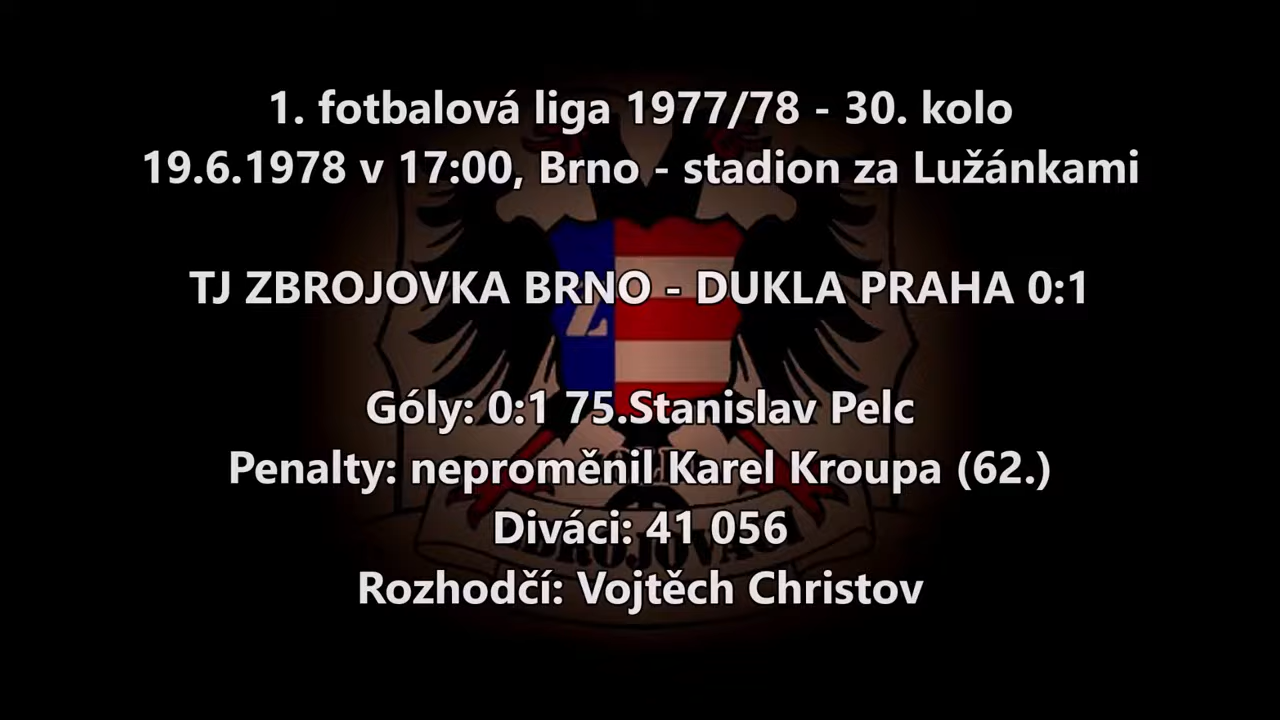 1. fotbalová liga 1977/78 - 30. kolo
19.6.1978 v 17:00, Brno - stadion za Lužánkami
TJ ZBROJOVKA BRNO - DUKLA PRAHA 0:1
Z
Góly: 0:1 75.Stanislav Pelc
Penalty: neproměnil Karel Kroupa (62.)
Diváci: 41 056
Rozhodčí: Vojtěch Christov